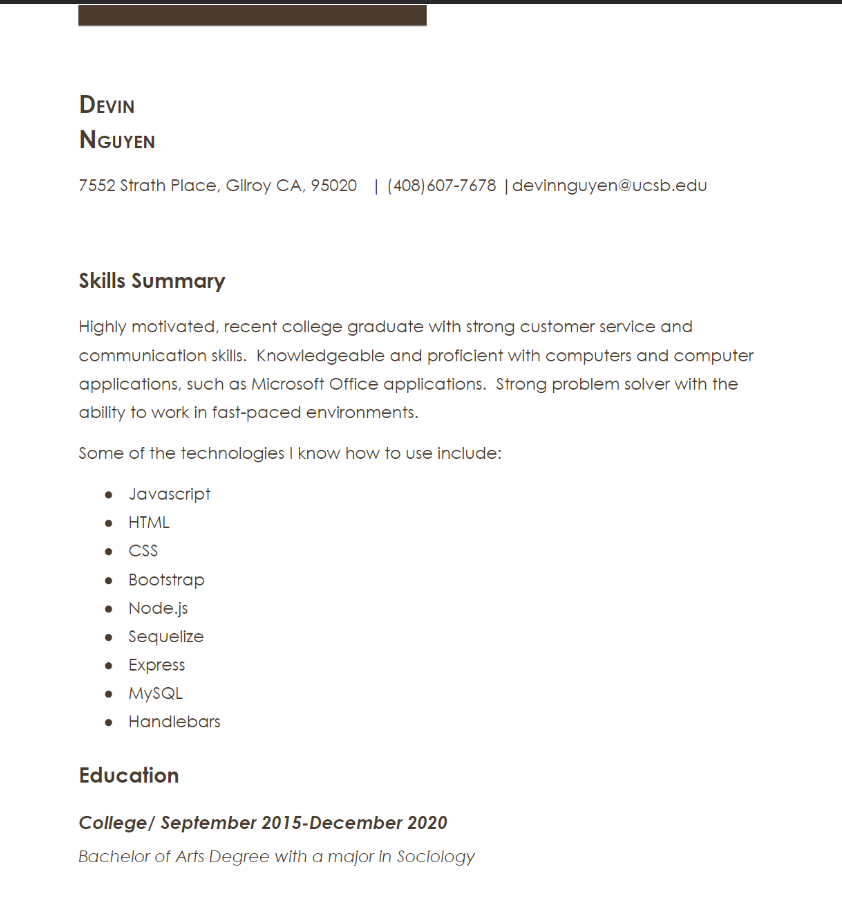 Devin
Nguyen
7552 Strath Place, Gilroy CA, 95020 | (408)607-7678 |devinnguyen@ucsb.edu
Skills Summary
Highly motivated, recent college graduate with strong customer service and
communication skills.  Knowledgeable and proficient with computers and computer
applications, such as Microsoft Office applications.  Strong problem solver with the
ability to work in fast-paced environments.
Some of the technologies I know how to use include:
● Javascript
● HTML
● CSS
● Bootstrap
● Node.js
● Sequelize
● Express
● MySQL
● Handlebars
Education
College/ September 2015-December 2020
Bachelor of Arts Degree with a major in Sociology